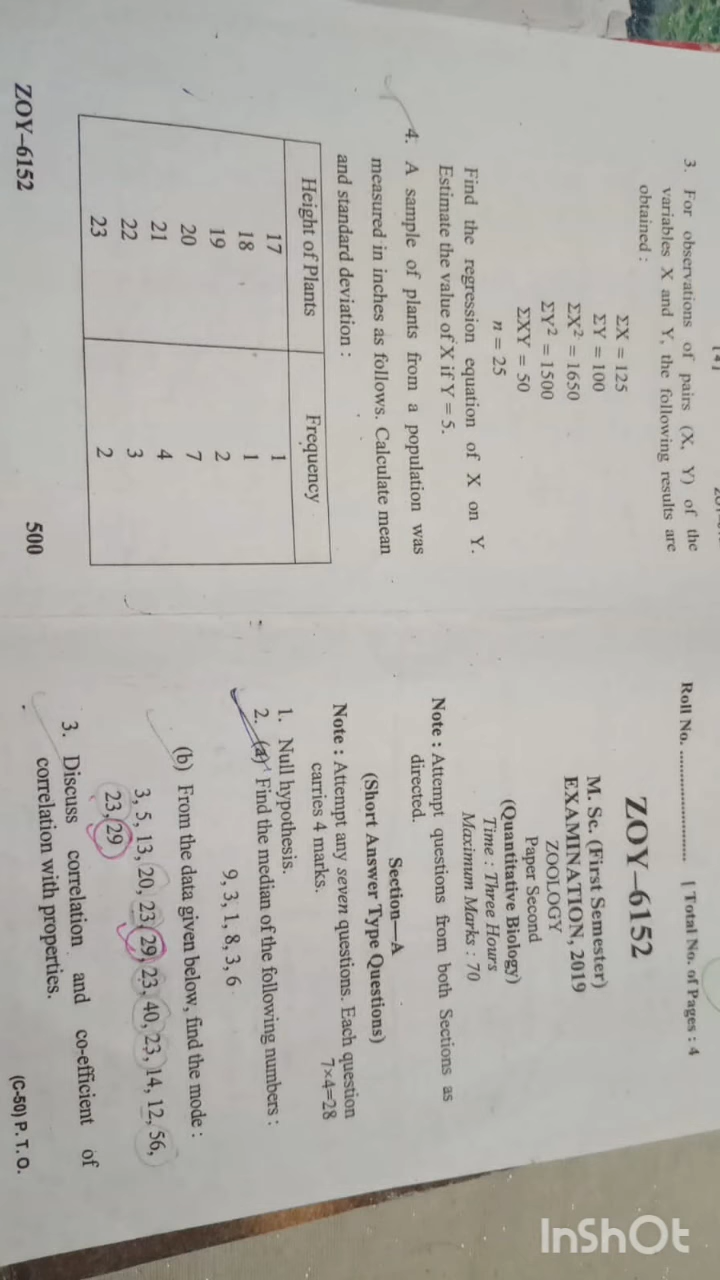 3. For observations of pairs (X, Y) of the
variables X and Y, the following results are
obtained :
ΣX = 125
ΣY = 100
ΣX² = 1650
ΣY² = 1500
ΣXY = 50
n = 25
Find the regression equation of X on Y.
Estimate the value of X if Y = 5.
4. A sample of plants from a population was
measured in inches as follows. Calculate mean
and standard deviation :
Height of Plants Frequency
17 1
18 1
19 2
20 7
21 4
22 3
23 2
ZOY–6152 500
Roll No. ............................ [ Total No. of Pages : 4
ZOY–6152
M. Sc. (First Semester)
EXAMINATION, 2019
ZOOLOGY
Paper Second
(Quantitative Biology)
Time : Three Hours
Maximum Marks : 70
Note : Attempt questions from both Sections as
directed.
Section—A
(Short Answer Type Questions)
Note : Attempt any seven questions. Each question
carries 4 marks. 7×4=28
1. Null hypothesis.
2. (a) Find the median of the following numbers :
9, 3, 1, 8, 3, 6
(b) From the data given below, find the mode :
3, 5, 13, 20, 23, 29, 23, 40, 23, 14, 12, 56,
23, 29
3. Discuss correlation and co-efficient of
correlation with properties.
(C-50) P. T. O.
InShOt